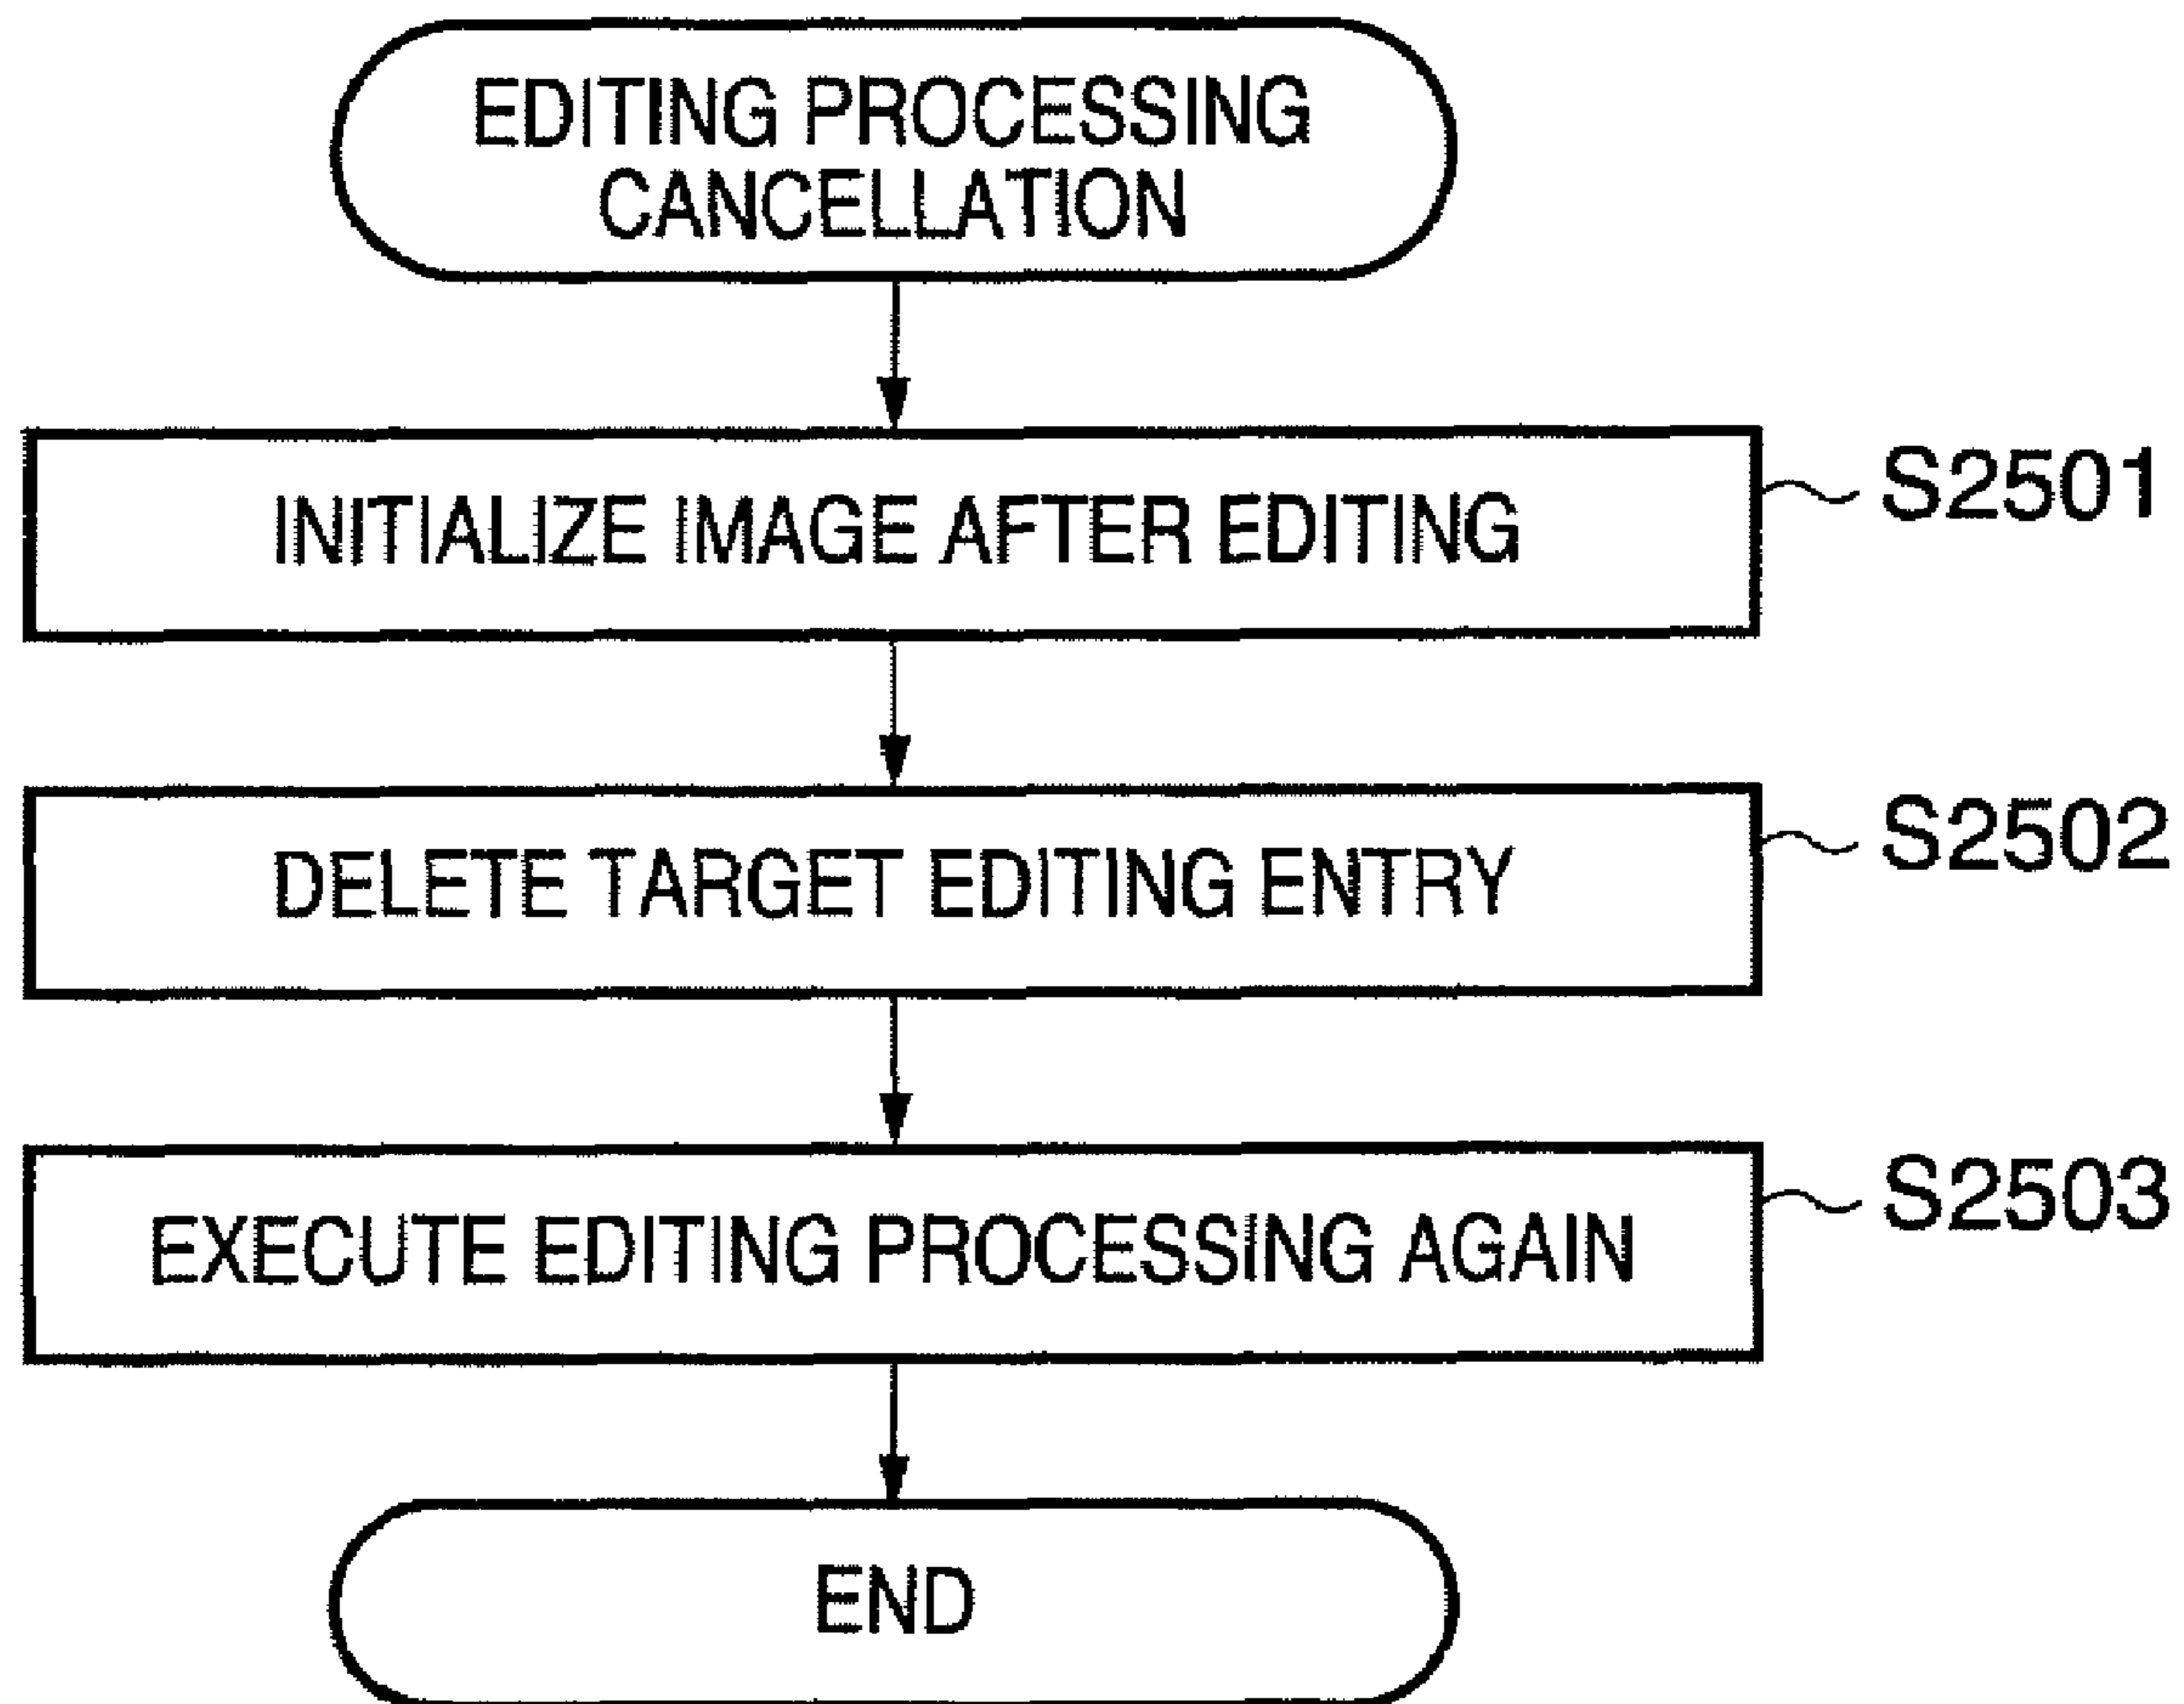 EDITING PROCESSING
CANCELLATION
INITIALIZE IMAGE AFTER EDITING
S2501
DELETE TARGET EDITING ENTRY
S2502
EXECUTE EDITING PROCESSING AGAIN
S2503
END